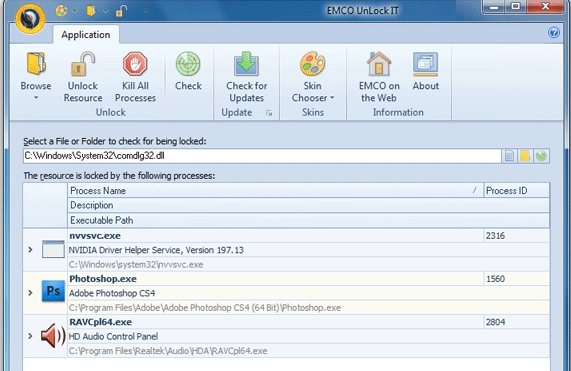 EMCO UnLock IT
Application
Browse
Unlock Resource
Kill All Processes
Check
Check for Updates
Skin Chooser
EMCO on the Web
About
Unlock
Update
Skins
Information
Select a File or Folder to check for being locked:
C:\Windows\System32\comdlg32.dll
The resource is locked by the following processes:
Process Name / Process ID
Description
Executable Path
nvvsvc.exe 2316
NVIDIA Driver Helper Service, Version 197.13
C:\Windows\system32\nvvsvc.exe
Ps
Photoshop.exe 1560
Adobe Photoshop CS4
C:\Program Files\Adobe\Adobe Photoshop CS4 (64 Bit)\Photoshop.exe
RAVCpl64.exe 2804
HD Audio Control Panel
C:\Program Files\Realtek\Audio\HDA\RAVCpl64.exe